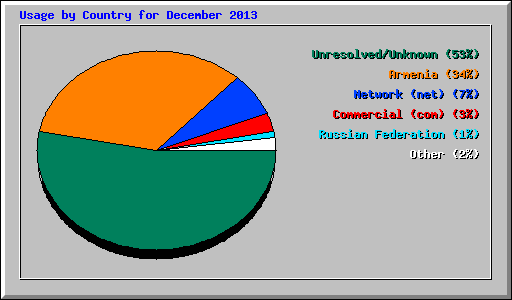 Usage by Country for December 2013
Unresolved/Unknown (53%)
Armenia (34%)
Network (net) (7%)
Commercial (com) (3%)
Russian Federation (1%)
Other (2%)